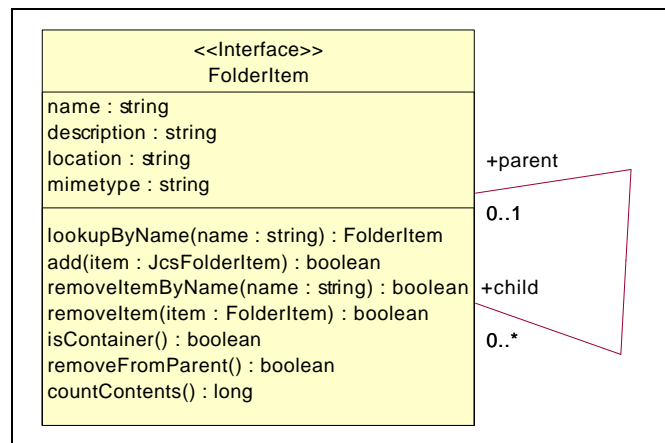 <<Interface>>
FolderItem
name : string
description : string
location : string
mimetype : string
+parent
0..1
lookupByName(name : string) : FolderItem
add(item : JcsFolderItem) : boolean
removeItemByName(name : string) : boolean
+child
removeItem(item : FolderItem) : boolean
isContainer() : boolean
0..*
removeFromParent() : boolean
countContents() : long